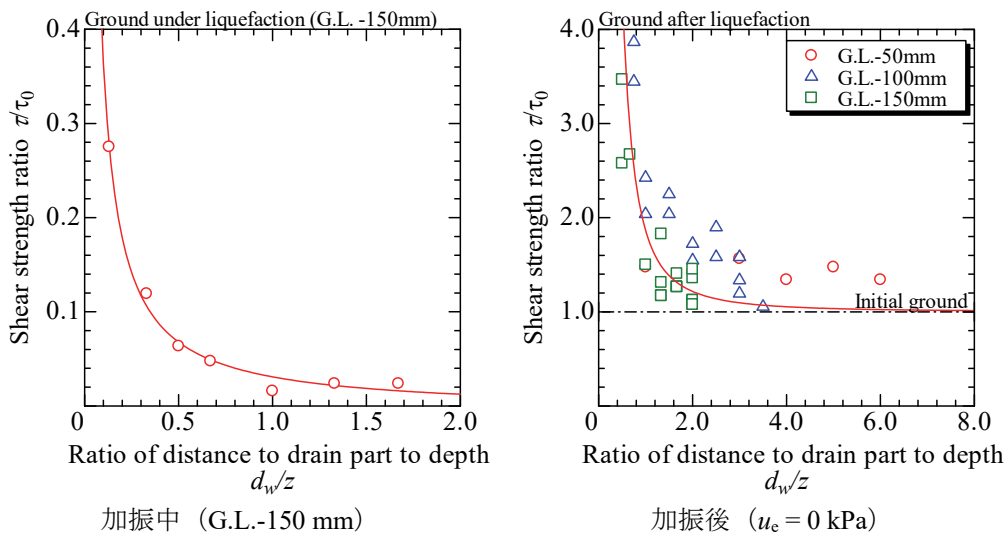 Ground under liquefaction (G.L. -150mm)
0.4
0.3
0.2
0.1
Shear strength ratio τ/τ0
0 0.5 1.0 1.5 2.0
Ratio of distance to drain part to depth
dw/z
加振中（G.L.-150 mm）
Ground after liquefaction
4.0
3.0
2.0
1.0
Shear strength ratio τ/τ0
G.L.-50mm
G.L.-100mm
G.L.-150mm
Initial ground
0 2.0 4.0 6.0 8.0
Ratio of distance to drain part to depth
dw/z
加振後（ue = 0 kPa）